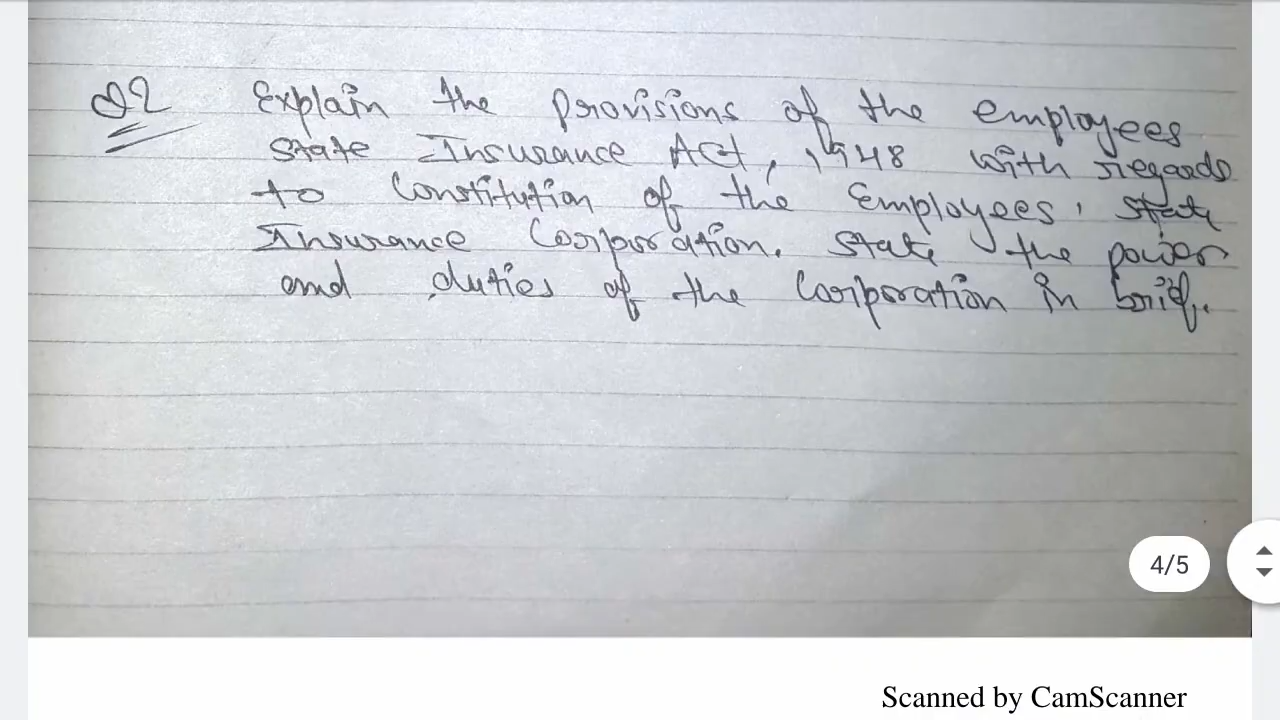 Q2 Explain the provisions of the employees
state Insurance Act, 1948 with regards
to Constitution of the Employees' state
Insurance Corporation. State the power
and duties of the Corporation in brief.
4/5
Scanned by CamScanner